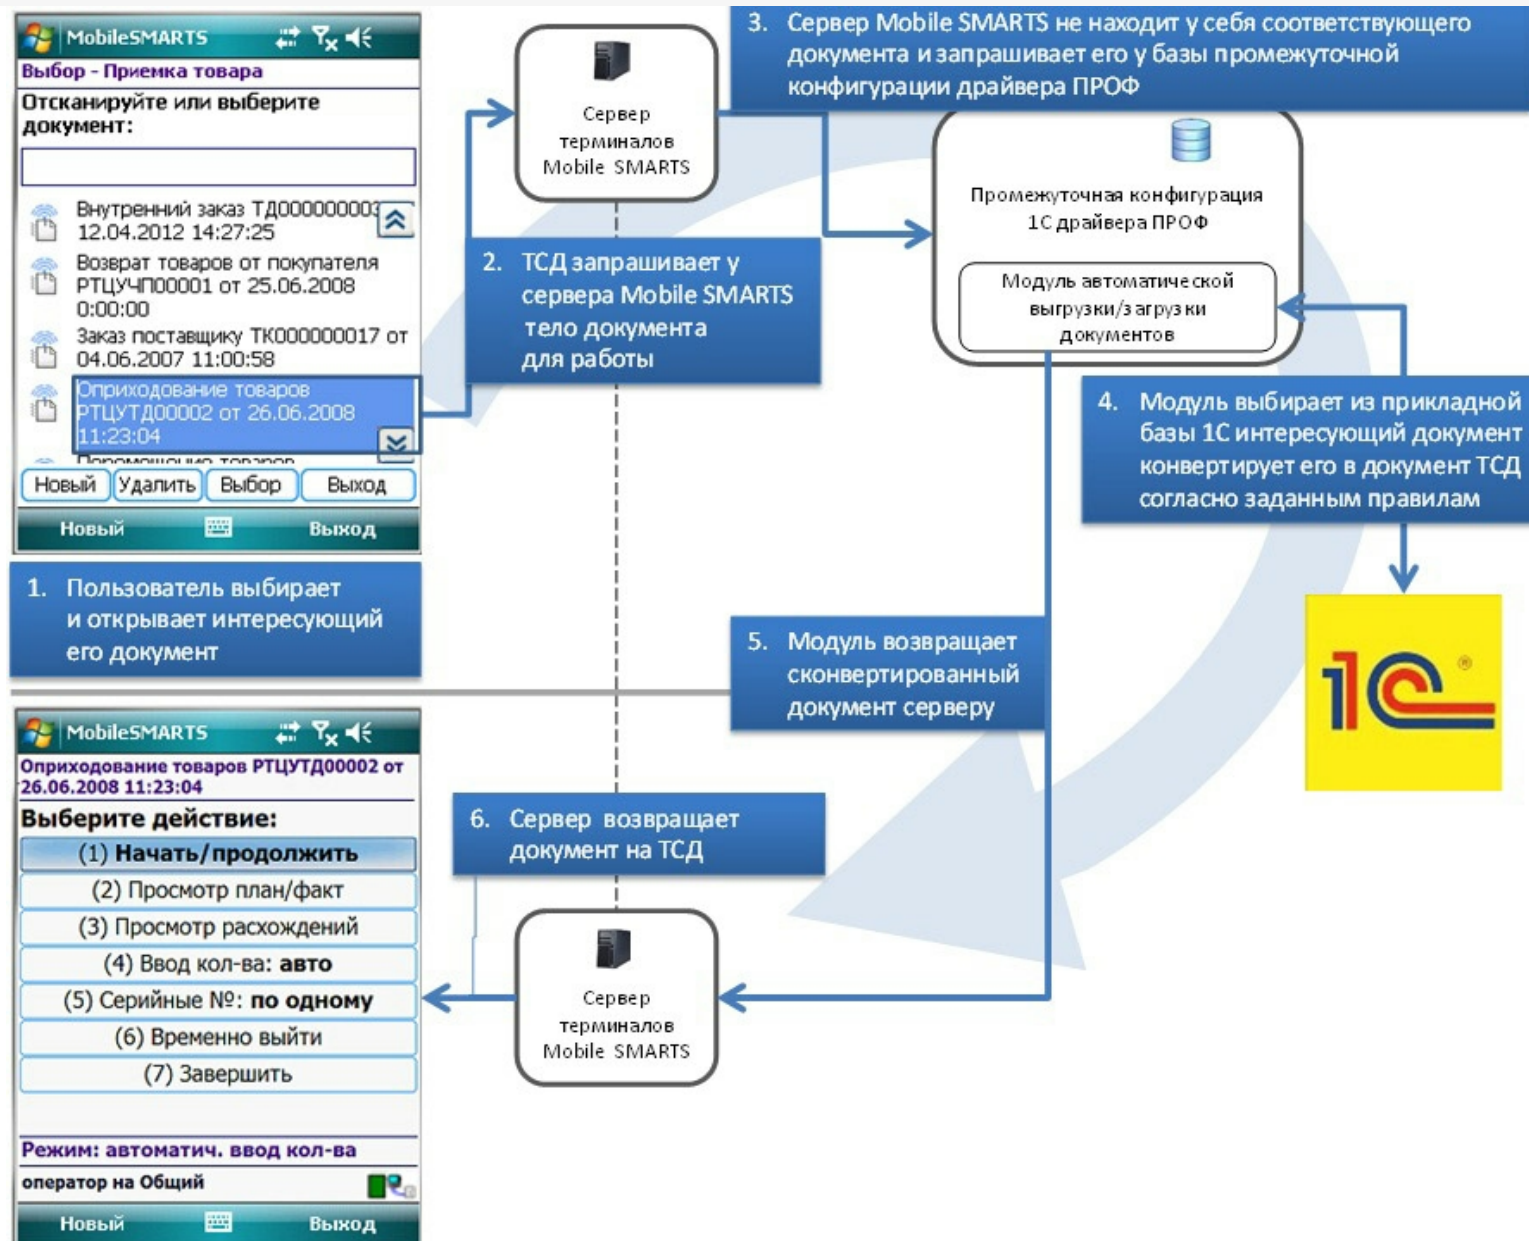 MobileSMARTS
Выбор - Приемка товара
Отсканируйте или выберите
документ:
Внутренний заказ ТД000000003
12.04.2012 14:27:25
Возврат товаров от покупателя
РТЦУЧП00001 от 25.06.2008
0:00:00
Заказ поставщику ТК000000017 от
04.06.2007 11:00:58
Оприходование товаров
РТЦУТД00002 от 26.06.2008
11:23:04
Перемещение товаров
Новый Удалить Выбор Выход
Новый Выход
1. Пользователь выбирает
и открывает интересующий
его документ
Сервер
терминалов
Mobile SMARTS
2. ТСД запрашивает у
сервера Mobile SMARTS
тело документа
для работы
3. Сервер Mobile SMARTS не находит у себя соответствующего
документа и запрашивает его у базы промежуточной
конфигурации драйвера ПРОФ
Промежуточная конфигурация
1С драйвера ПРОФ
Модуль автоматической
выгрузки/загрузки
документов
4. Модуль выбирает из прикладной
базы 1С интересующий документ
конвертирует его в документ ТСД
согласно заданным правилам
1С ®
5. Модуль возвращает
сконвертированный
документ серверу
6. Сервер возвращает
документ на ТСД
Сервер
терминалов
Mobile SMARTS
MobileSMARTS
Оприходование товаров РТЦУТД00002 от
26.06.2008 11:23:04
Выберите действие:
(1) Начать/продолжить
(2) Просмотр план/факт
(3) Просмотр расхождений
(4) Ввод кол-ва: авто
(5) Серийные №: по одному
(6) Временно выйти
(7) Завершить
Режим: автоматич. ввод кол-ва
оператор на Общий
Новый Выход